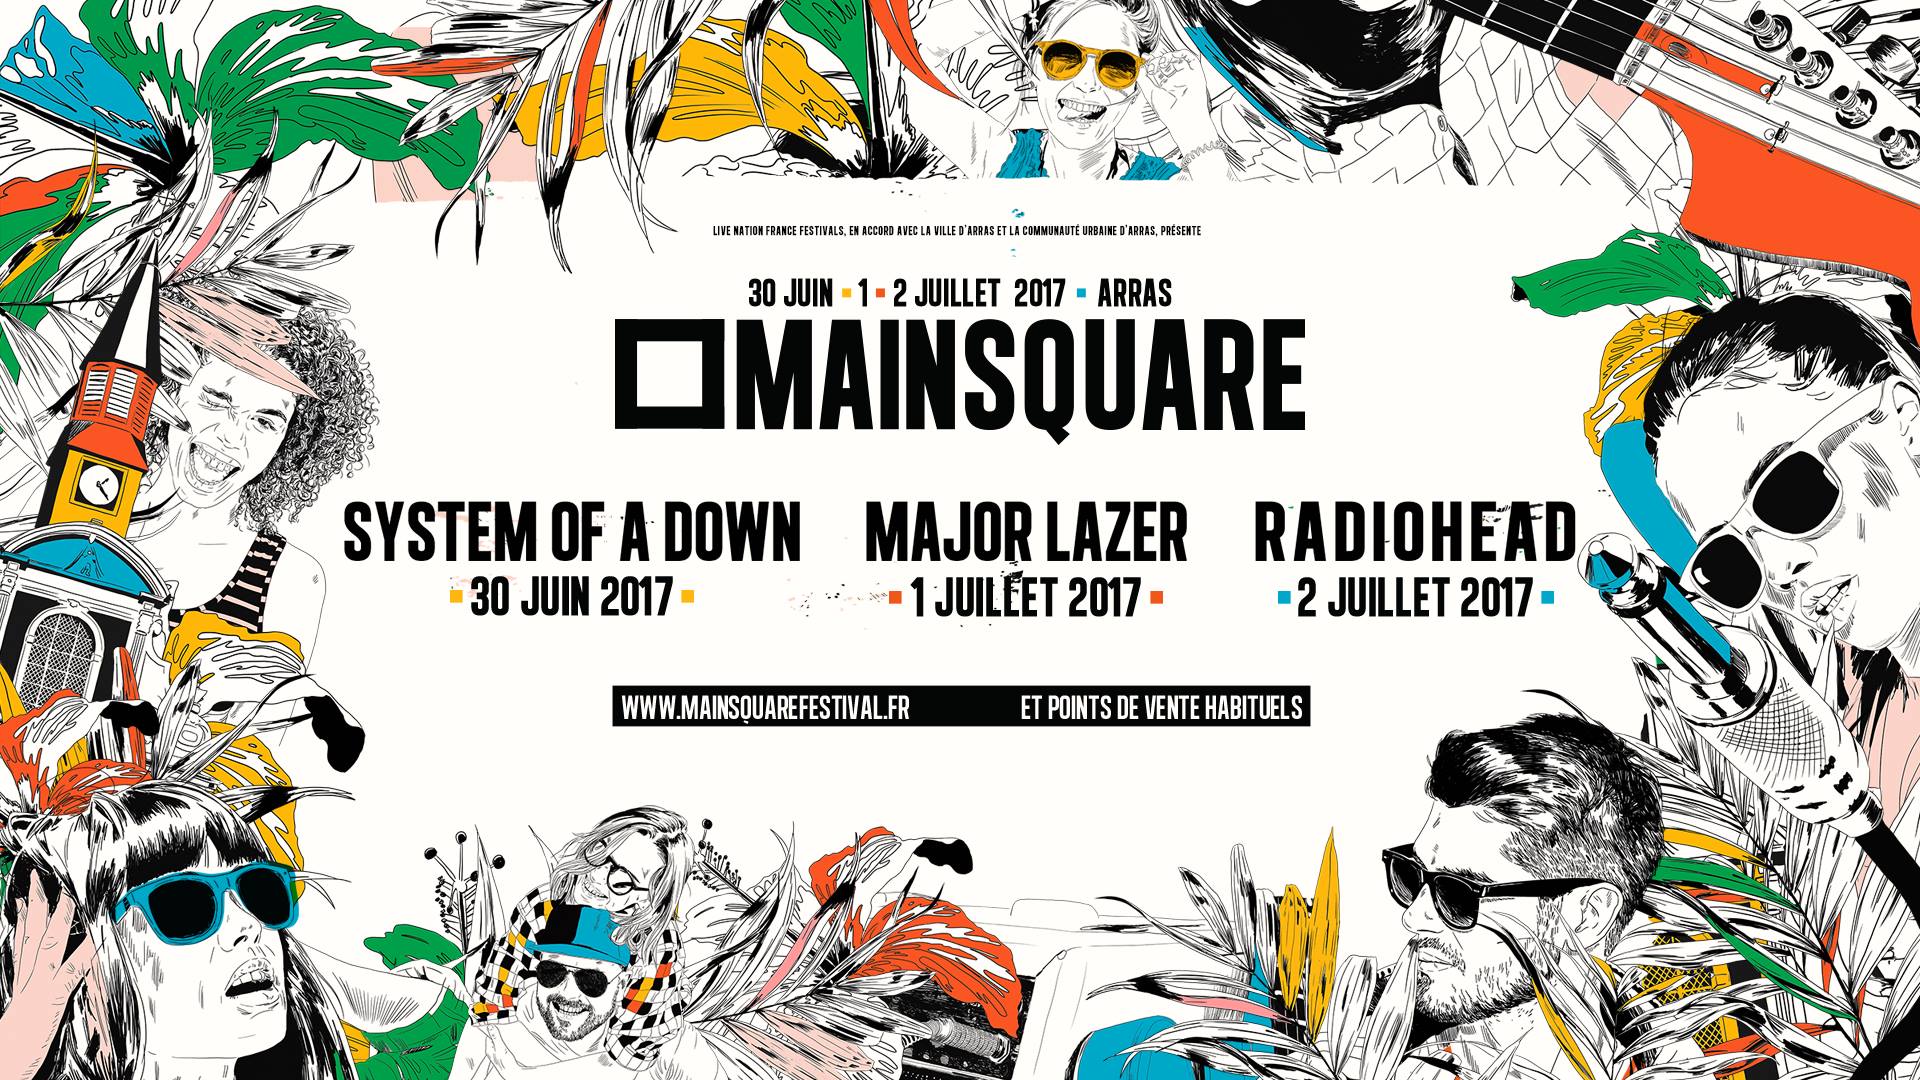 LIVE NATION FRANCE FESTIVALS, EN ACCORD AVEC LA VILLE D'ARRAS ET LA COMMUNAUTÉ URBAINE D'ARRAS, PRÉSENTE
30 JUIN ▪ 1 ▪ 2 JUILLET 2017 ▪ ARRAS
MAINSQUARE
SYSTEM OF A DOWN
30 JUIN 2017
MAJOR LAZER
1 JUILLET 2017
RADIOHEAD
2 JUILLET 2017
WWW.MAINSQUAREFESTIVAL.FR ET POINTS DE VENTE HABITUELS